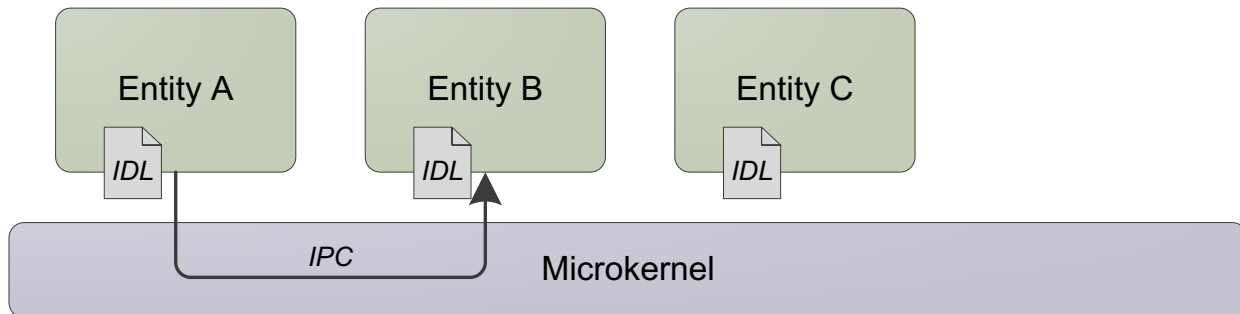 Entity A
Entity B
Entity C
IDL
IDL
IDL
IPC
Microkernel